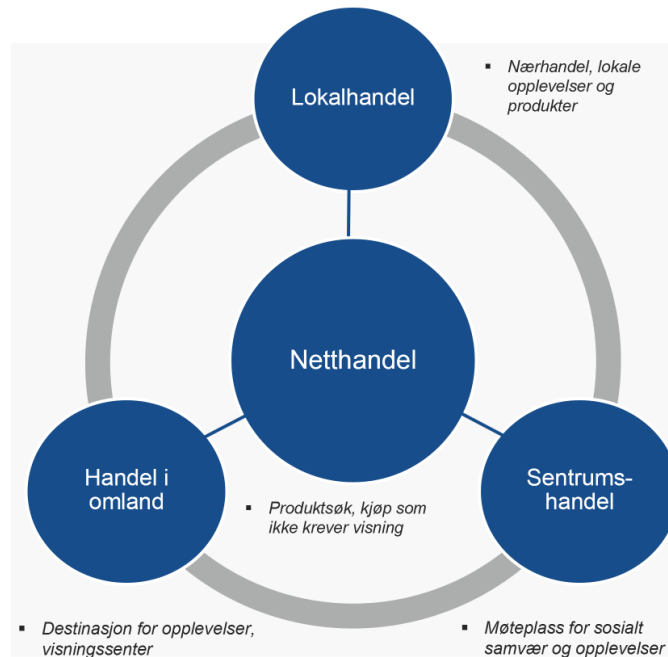 Lokalhandel
▪ Nærhandel, lokale
opplevelser og
produkter
Netthandel
Handel i
omland
Sentrums-
handel
▪ Produktsøk, kjøp som
ikke krever visning
▪ Destinasjon for opplevelser,
visningssenter
▪ Møteplass for sosialt
samvær og opplevelser